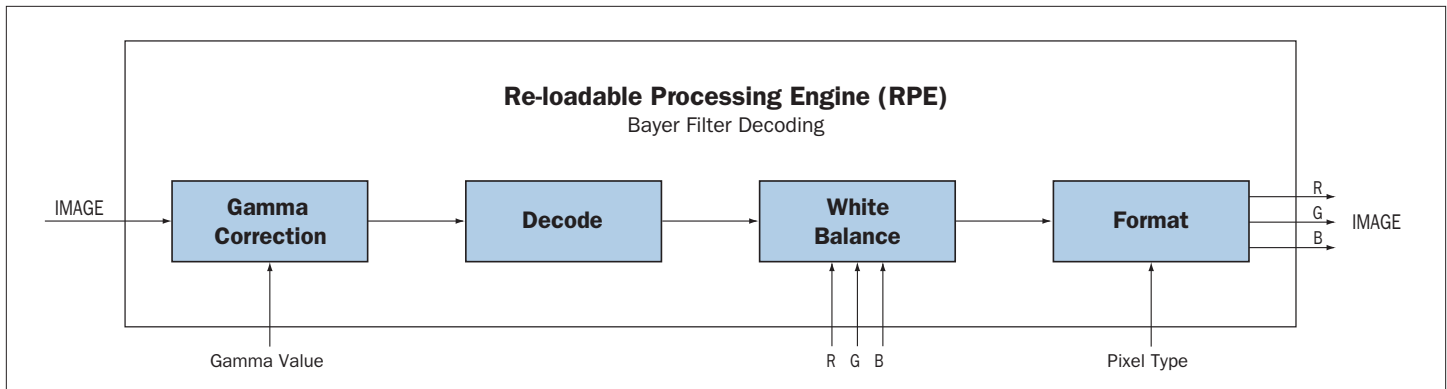 Re-loadable Processing Engine (RPE)
Bayer Filter Decoding
IMAGE
Gamma
Correction
Decode
White
Balance
Format
R
G
B
IMAGE
Gamma Value
R G B
Pixel Type